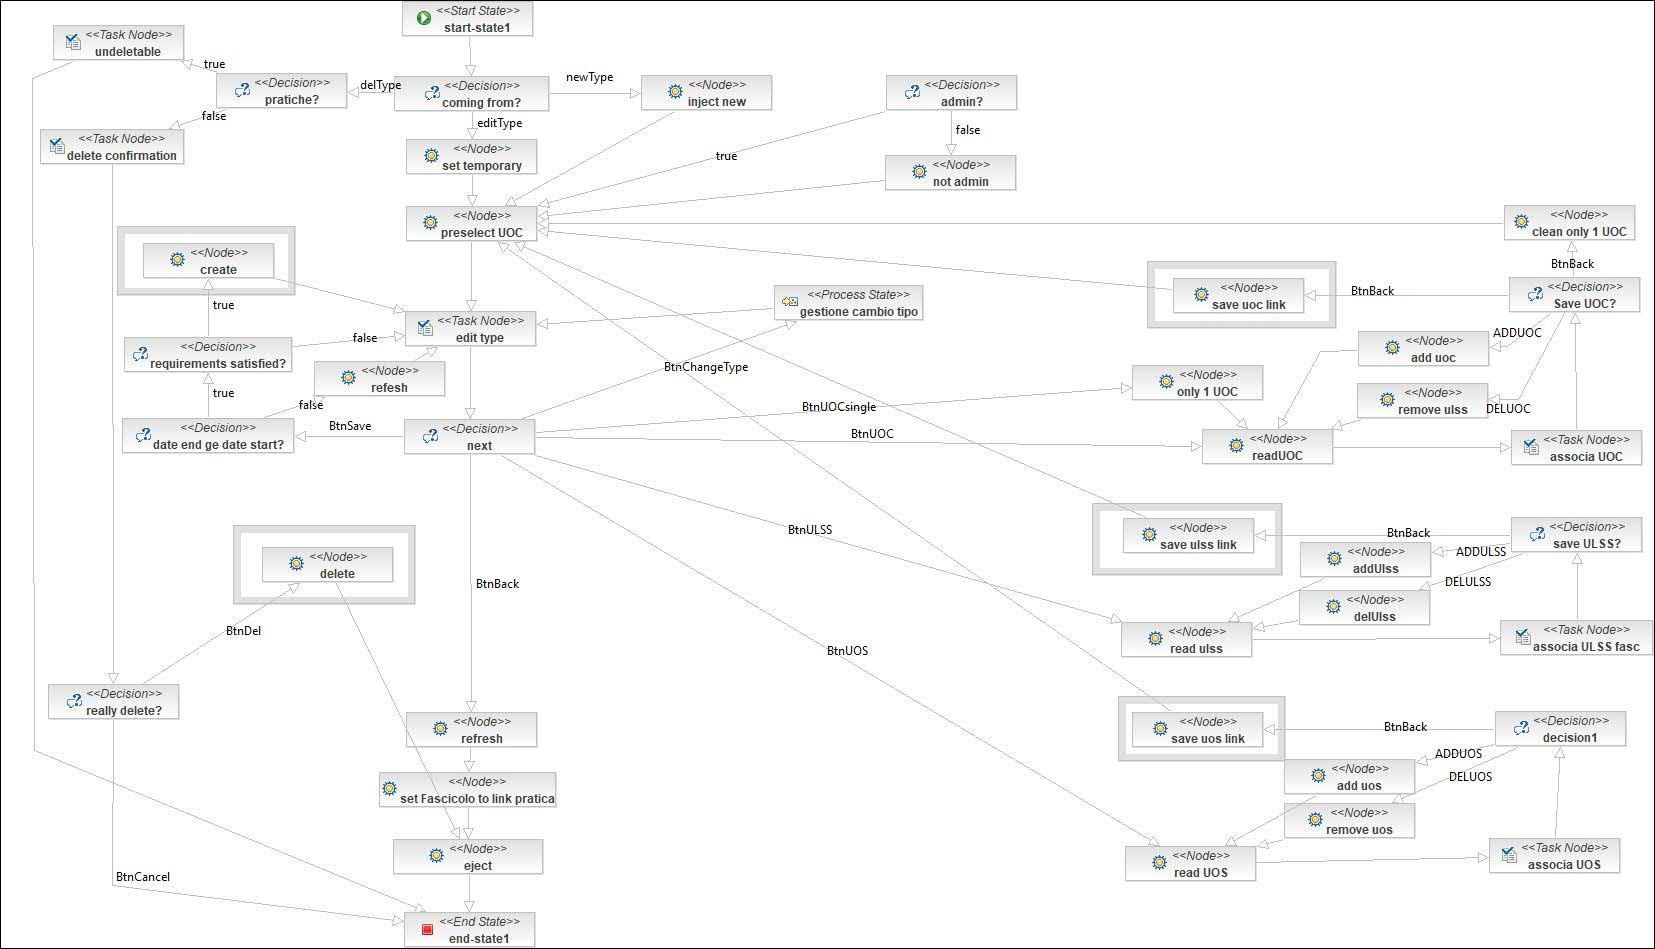 <<Start State>>
start-state1
<<Task Node>>
undeletable
true
<<Decision>>
pratiche?
delType
<<Decision>>
coming from?
newType
<<Node>>
inject new
<<Decision>>
admin?
false
editType
false
<<Task Node>>
delete confirmation
<<Node>>
set temporary
true
<<Node>>
not admin
<<Node>>
preselect UOC
<<Node>>
clean only 1 UOC
BtnBack
<<Node>>
create
true
<<Process State>>
gestione cambio tipo
<<Node>>
save uoc link
BtnBack
<<Decision>>
Save UOC?
<<Task Node>>
edit type
ADDUOC
<<Node>>
add uoc
<<Decision>>
requirements satisfied?
false
true
<<Node>>
refesh
BtnChangeType
<<Node>>
only 1 UOC
<<Node>>
remove ulss
DELUOC
false
BtnUOCsingle
<<Decision>>
date end ge date start?
BtnSave
<<Decision>>
next
BtnUOC
<<Node>>
readUOC
<<Task Node>>
associa UOC
BtnULSS
<<Node>>
save ulss link
BtnBack
<<Decision>>
save ULSS?
<<Node>>
addUlss
ADDULSS
DELULSS
<<Node>>
delete
BtnBack
<<Node>>
delUlss
BtnDel
<<Node>>
read ulss
<<Task Node>>
associa ULSS fasc
BtnUOS
<<Decision>>
really delete?
<<Node>>
refresh
<<Node>>
save uos link
BtnBack
<<Decision>>
decision1
ADDUOS
<<Node>>
add uos
DELUOS
<<Node>>
set Fascicolo to link pratica
<<Node>>
remove uos
<<Node>>
eject
<<Node>>
read UOS
<<Task Node>>
associa UOS
BtnCancel
<<End State>>
end-state1